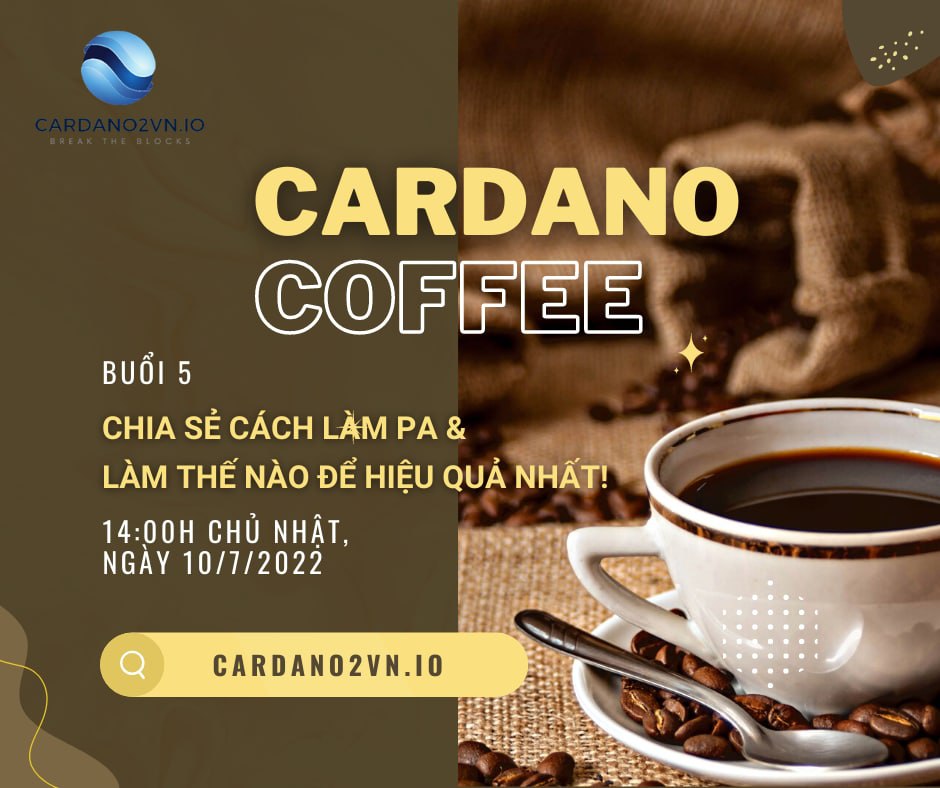 CARDANO2VN.IO
BREAK THE BLOCKS
CARDANO
COFFEE
BUỔI 5
CHIA SẺ CÁCH LÀM PA &
LÀM THẾ NÀO ĐỂ HIỆU QUẢ NHẤT!
14:00H CHỦ NHẬT,
NGÀY 10/7/2022
CARDANO2VN.IO